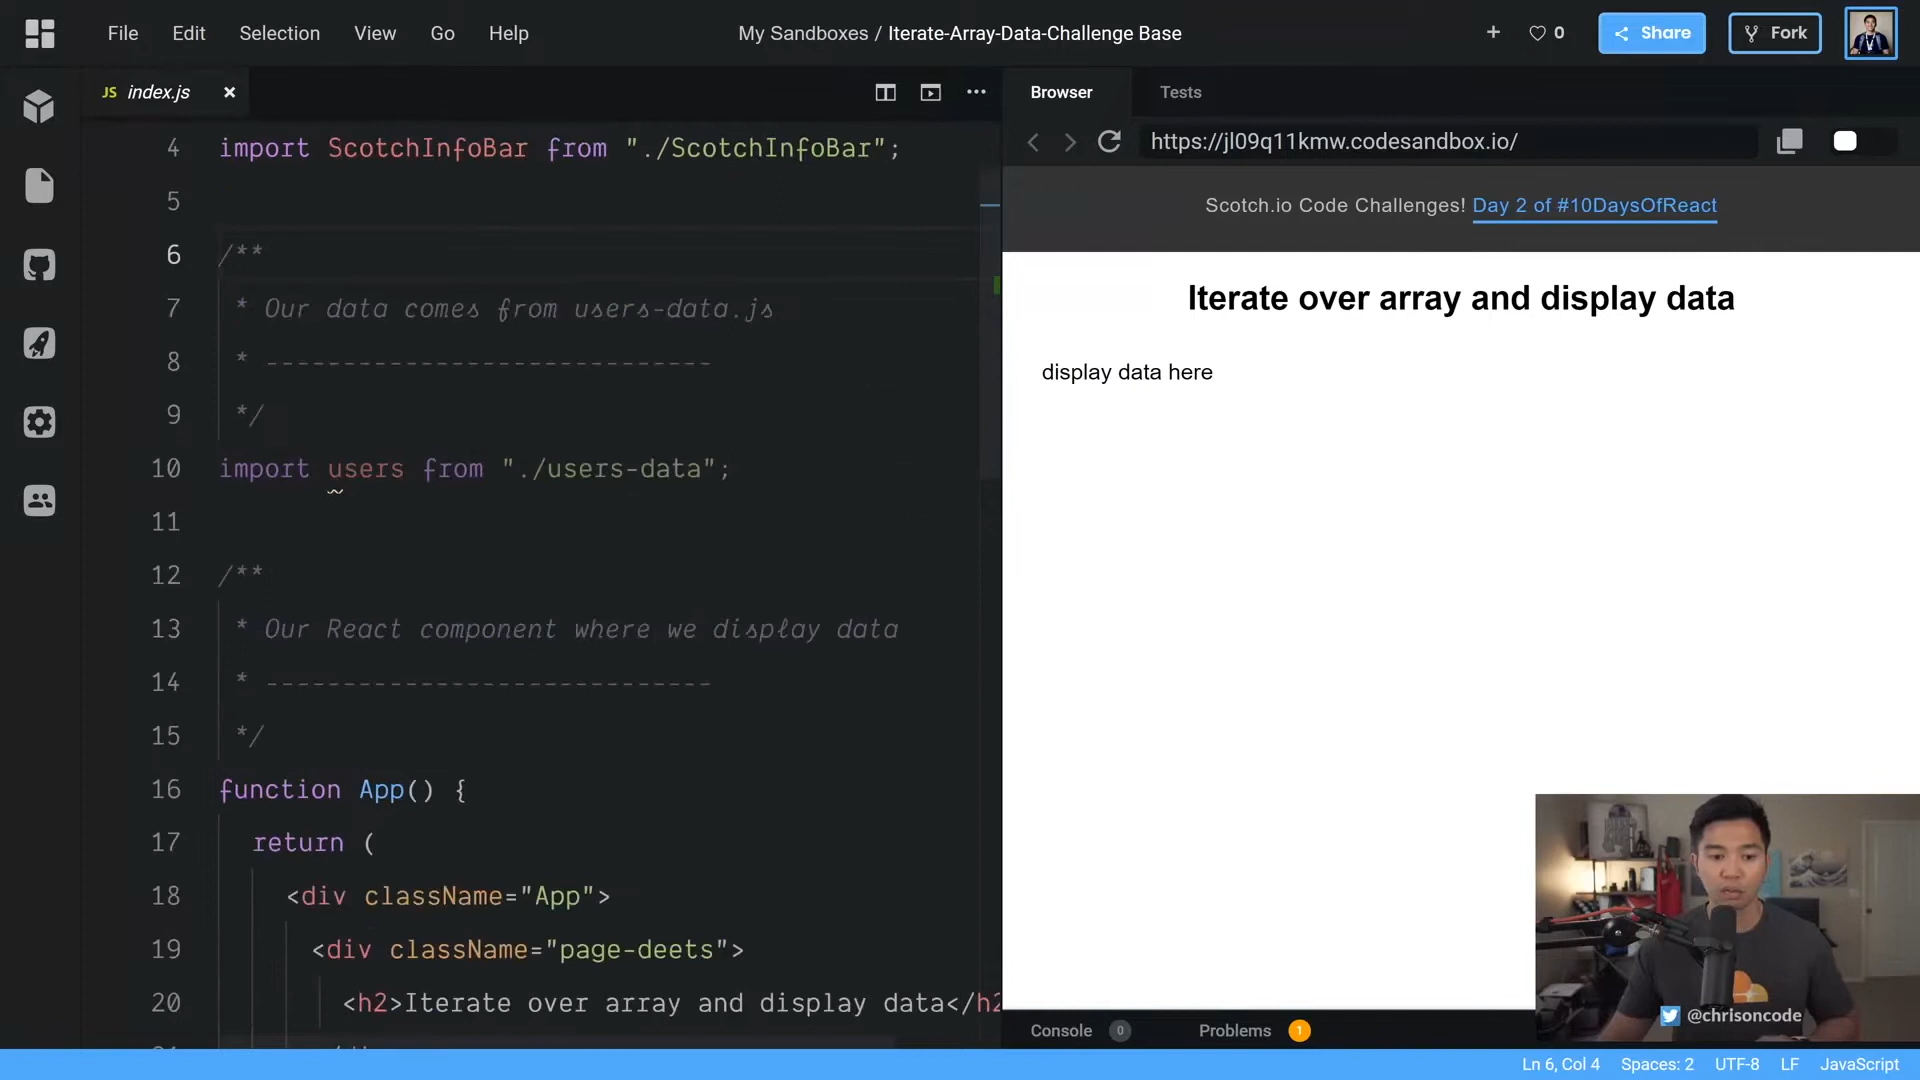 File Edit Selection View Go Help
My Sandboxes / Iterate-Array-Data-Challenge Base
0
Share
Fork
JS index.js
Browser Tests
https://jl09q11kmw.codesandbox.io/
4 import ScotchInfoBar from "./ScotchInfoBar";
5
6 /**
7 * Our data comes from users-data.js
8 * -----------------------------
9 */
10 import users from "./users-data";
11
12 /**
13 * Our React component where we display data
14 * -----------------------------
15 */
16 function App() {
17 return (
18 <div className="App">
19 <div className="page-deets">
20 <h2>Iterate over array and display data</h2
Scotch.io Code Challenges! Day 2 of #10DaysOfReact
Iterate over array and display data
display data here
@chrisoncode
Console 0 Problems 1
Ln 6, Col 4 Spaces: 2 UTF-8 LF JavaScript